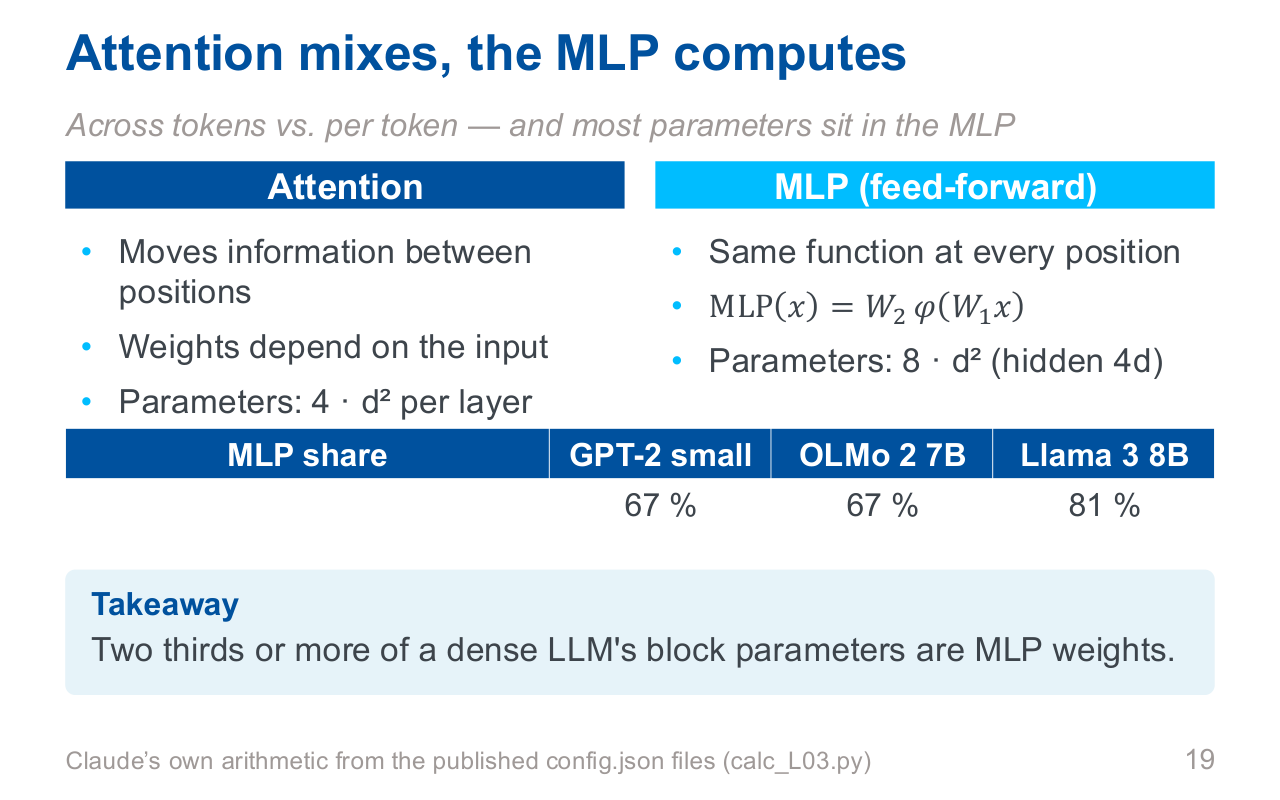 Attention mixes, the MLP computes
Across tokens vs. per token — and most parameters sit in the MLP
Attention
• Moves information between
positions
• Weights depend on the input
• Parameters: 4 · d² per layer
MLP (feed-forward)
• Same function at every position
• MLP(x) = W₂ φ(W₁x)
• Parameters: 8 · d² (hidden 4d)
MLP share GPT-2 small OLMo 2 7B Llama 3 8B
67 % 67 % 81 %
Takeaway
Two thirds or more of a dense LLM's block parameters are MLP weights.
Claude’s own arithmetic from the published config.json files (calc_L03.py)
19